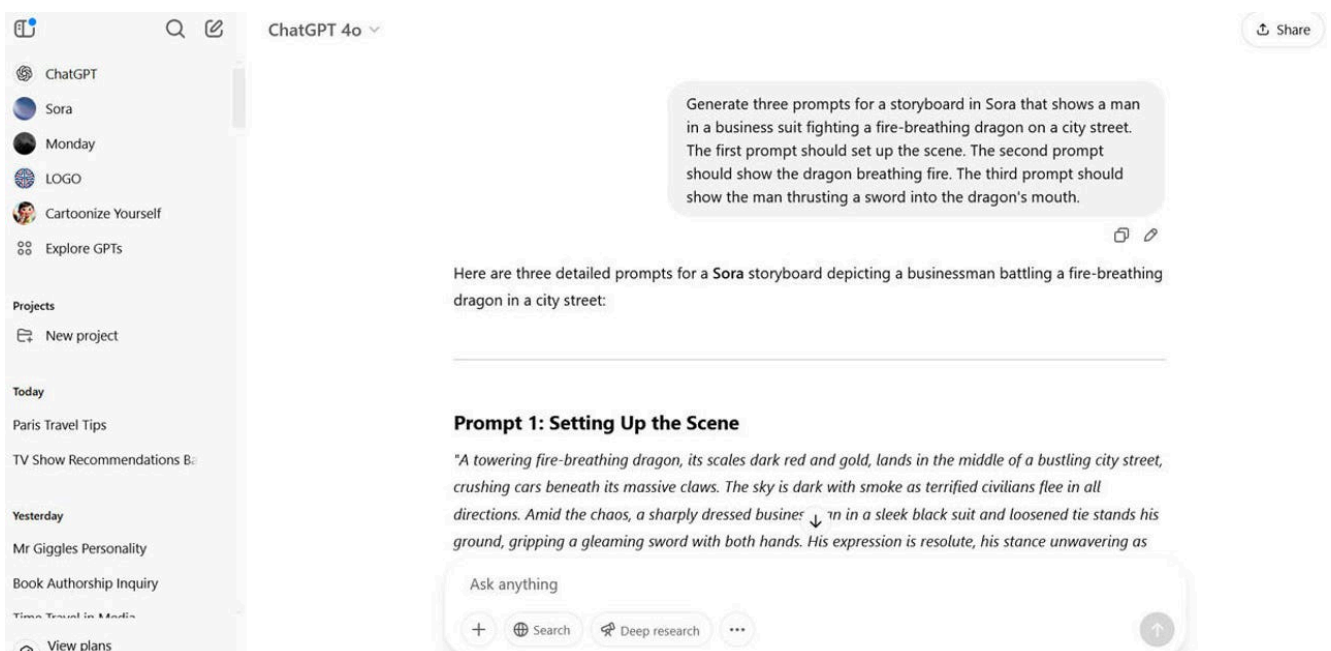 ChatGPT 4o
Share
ChatGPT
Sora
Monday
LOGO
Cartoonize Yourself
Explore GPTs
Projects
New project
Today
Paris Travel Tips
TV Show Recommendations
Yesterday
Mr Giggles Personality
Book Authorship Inquiry
Time Travel in Media
View plans
Generate three prompts for a storyboard in Sora that shows a man
in a business suit fighting a fire-breathing dragon on a city street.
The first prompt should set up the scene. The second prompt
should show the dragon breathing fire. The third prompt should
show the man thrusting a sword into the dragon's mouth.
Here are three detailed prompts for a Sora storyboard depicting a businessman battling a fire-breathing
dragon in a city street:
Prompt 1: Setting Up the Scene
"A towering fire-breathing dragon, its scales dark red and gold, lands in the middle of a bustling city street,
crushing cars beneath its massive claws. The sky is dark with smoke as terrified civilians flee in all
directions. Amid the chaos, a sharply dressed in a sleek black suit and loosened tie stands his
ground, gripping a gleaming sword with both hands. His expression is resolute, his stance unwavering as
Ask anything
Search
Deep research